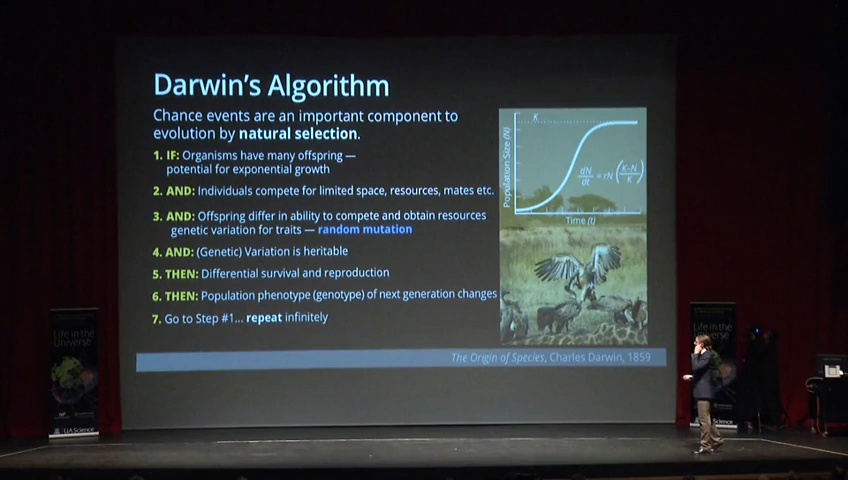 Darwin's Algorithm
Chance events are an important component to
evolution by natural selection.
1. IF: Organisms have many offspring —
potential for exponential growth
2. AND: Individuals compete for limited space, resources, mates etc.
3. AND: Offspring differ in ability to compete and obtain resources
genetic variation for traits — random mutation
4. AND: (Genetic) Variation is heritable
5. THEN: Differential survival and reproduction
6. THEN: Population phenotype (genotype) of next generation changes
7. Go to Step #1... repeat infinitely
K
Population Size (N)
dN/dt = rN (K-N/K)
Time (t)
The Origin of Species, Charles Darwin, 1859
Life in the
Universe
UA Science
Life in the
Universe